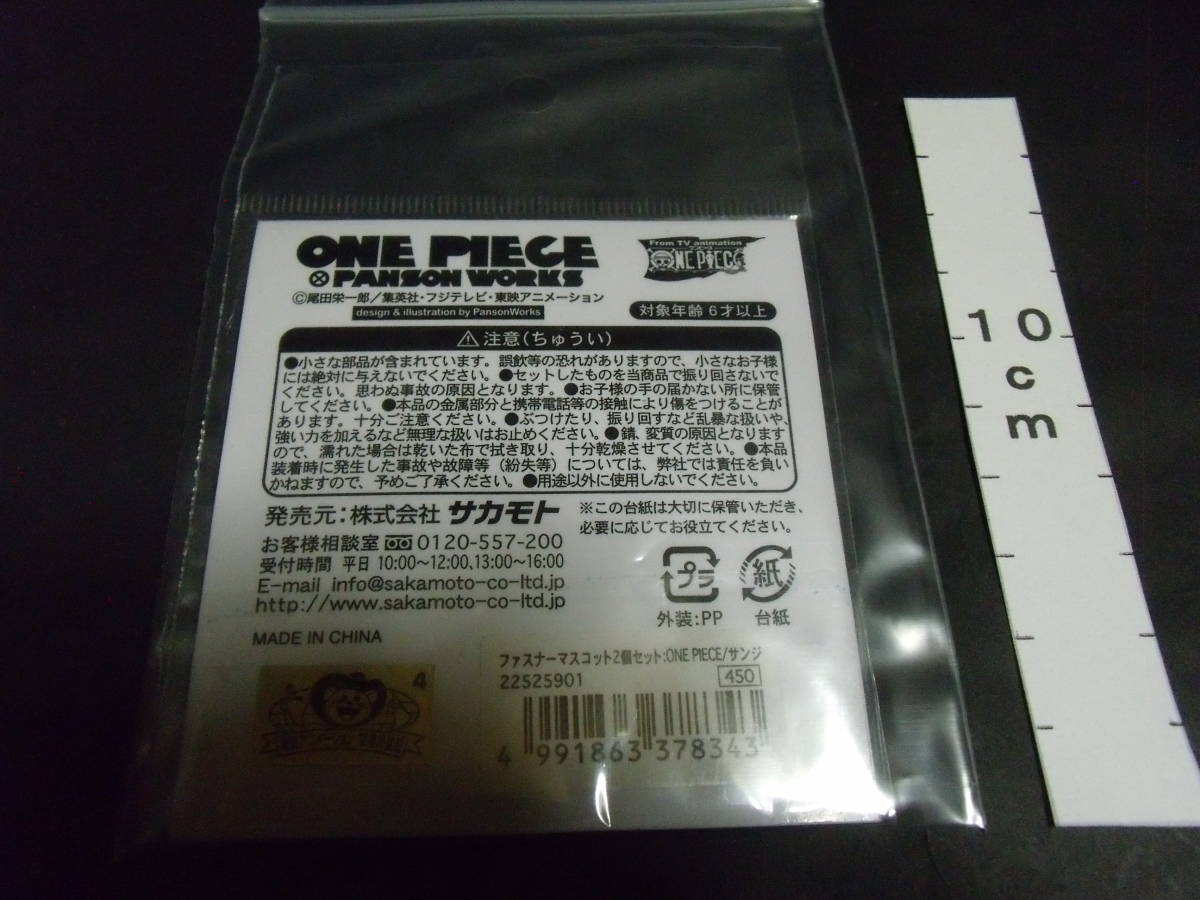 ONE PIECE
PANSON WORKS
©尾田栄一郎/集英社・フジテレビ・東映アニメーション
design & illustration by PansonWorks
From TV animation
ONE PIECE
対象年齢6才以上
⚠注意(ちゅうい)
●小さな部品が含まれています。誤飲等の恐れがありますので、小さなお子様
には絶対に与えないでください。●セットしたものを当商品で振り回さないで
ください。思わぬ事故の原因となります。●お子様の手の届かない所に保管
してください。●本品の金属部分と携帯電話等の接触により傷をつけることが
あります。十分ご注意ください。●ぶつけたり、振り回すなど乱暴な扱いや、
強い力を加えるなど無理な扱いはお止めください。●錆、変質の原因となります
ので、濡れた場合は乾いた布で拭き取り、十分乾燥させてください。●本品
装着時に発生した事故や故障等(紛失等)については、弊社では責任を負い
かねますので、予めご了承ください。●用途以外に使用しないでください。
発売元:株式会社 サカモト
お客様相談室 0120-557-200
受付時間 平日 10:00~12:00、13:00~16:00
E-mail info@sakamoto-co-ltd.jp
http://www.sakamoto-co-ltd.jp
※この台紙は大切に保管いただき、
必要に応じてお役立てください。
プラ
外装:PP
紙
台紙
MADE IN CHINA
4
ファスナーマスコット2個セット:ONE PIECE/サンジ
22525901
450
4 991863 378343
10
cm